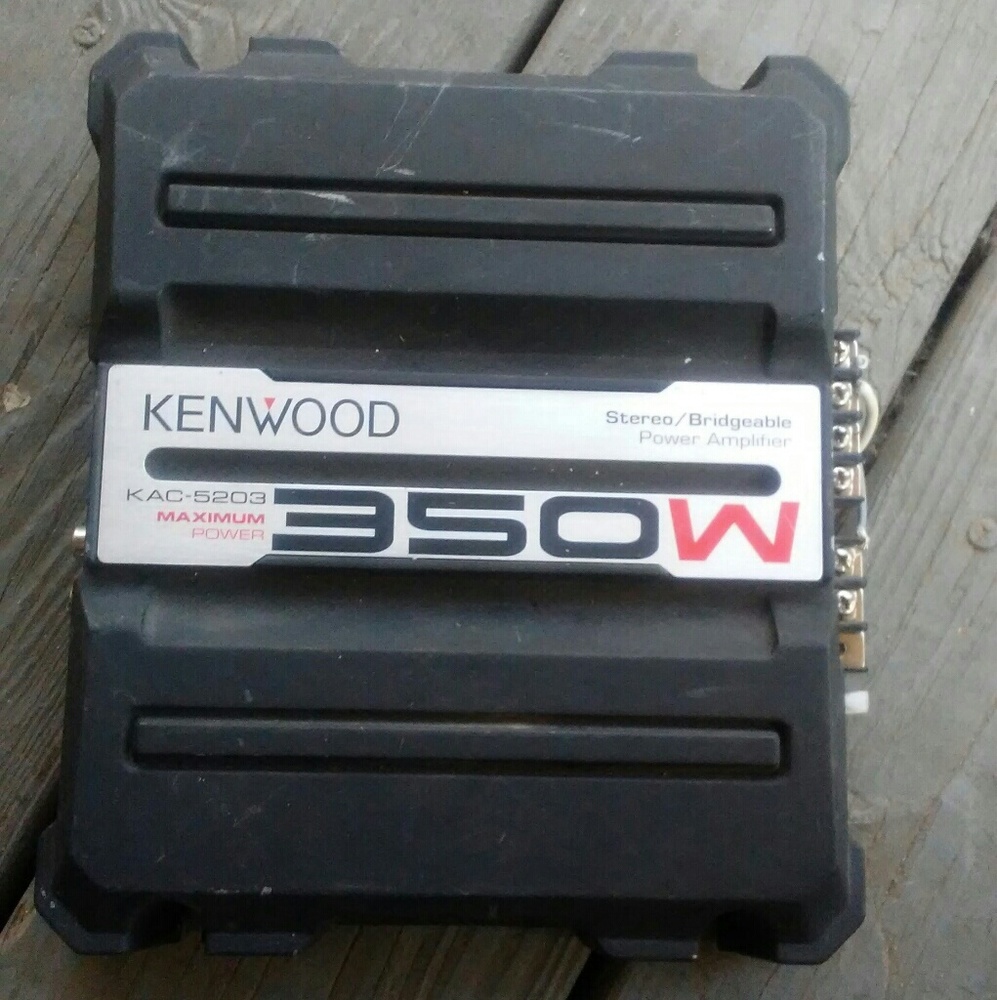 KENWOOD
Stereo/Bridgeable
Power Amplifier
KAC-5203
MAXIMUM
POWER
350W